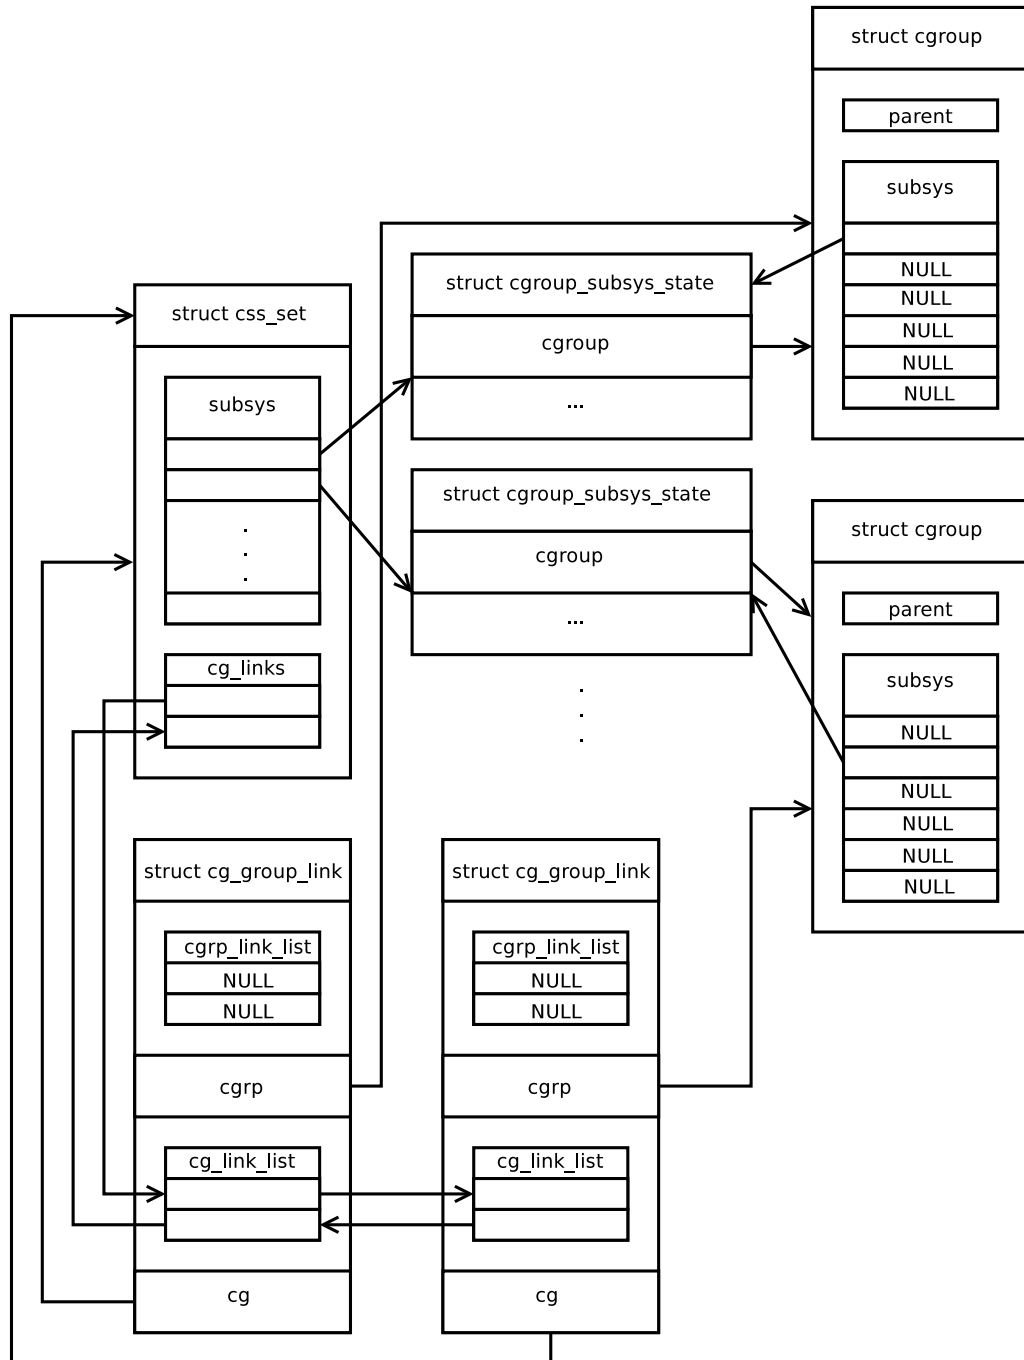 struct cgroup
parent
subsys
NULL
NULL
NULL
NULL
NULL
struct cgroup_subsys_state
cgroup
...
struct css_set
subsys
.
.
.
cg_links
struct cgroup_subsys_state
cgroup
...
.
.
.
struct cgroup
parent
subsys
NULL
NULL
NULL
NULL
NULL
struct cg_group_link
cgrp_link_list
NULL
NULL
cgrp
cg_link_list
cg
struct cg_group_link
cgrp_link_list
NULL
NULL
cgrp
cg_link_list
cg